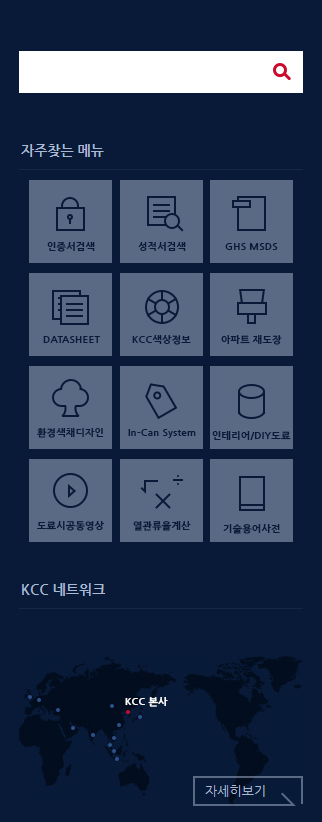 자주찾는 메뉴
인증서검색
성적서검색
GHS MSDS
DATASHEET
KCC색상정보
아파트 재도장
환경색채디자인
In-Can System
인테리어/DIY도료
도료시공동영상
열관류율계산
기술용어사전
KCC 네트워크
KCC 본사
자세히보기